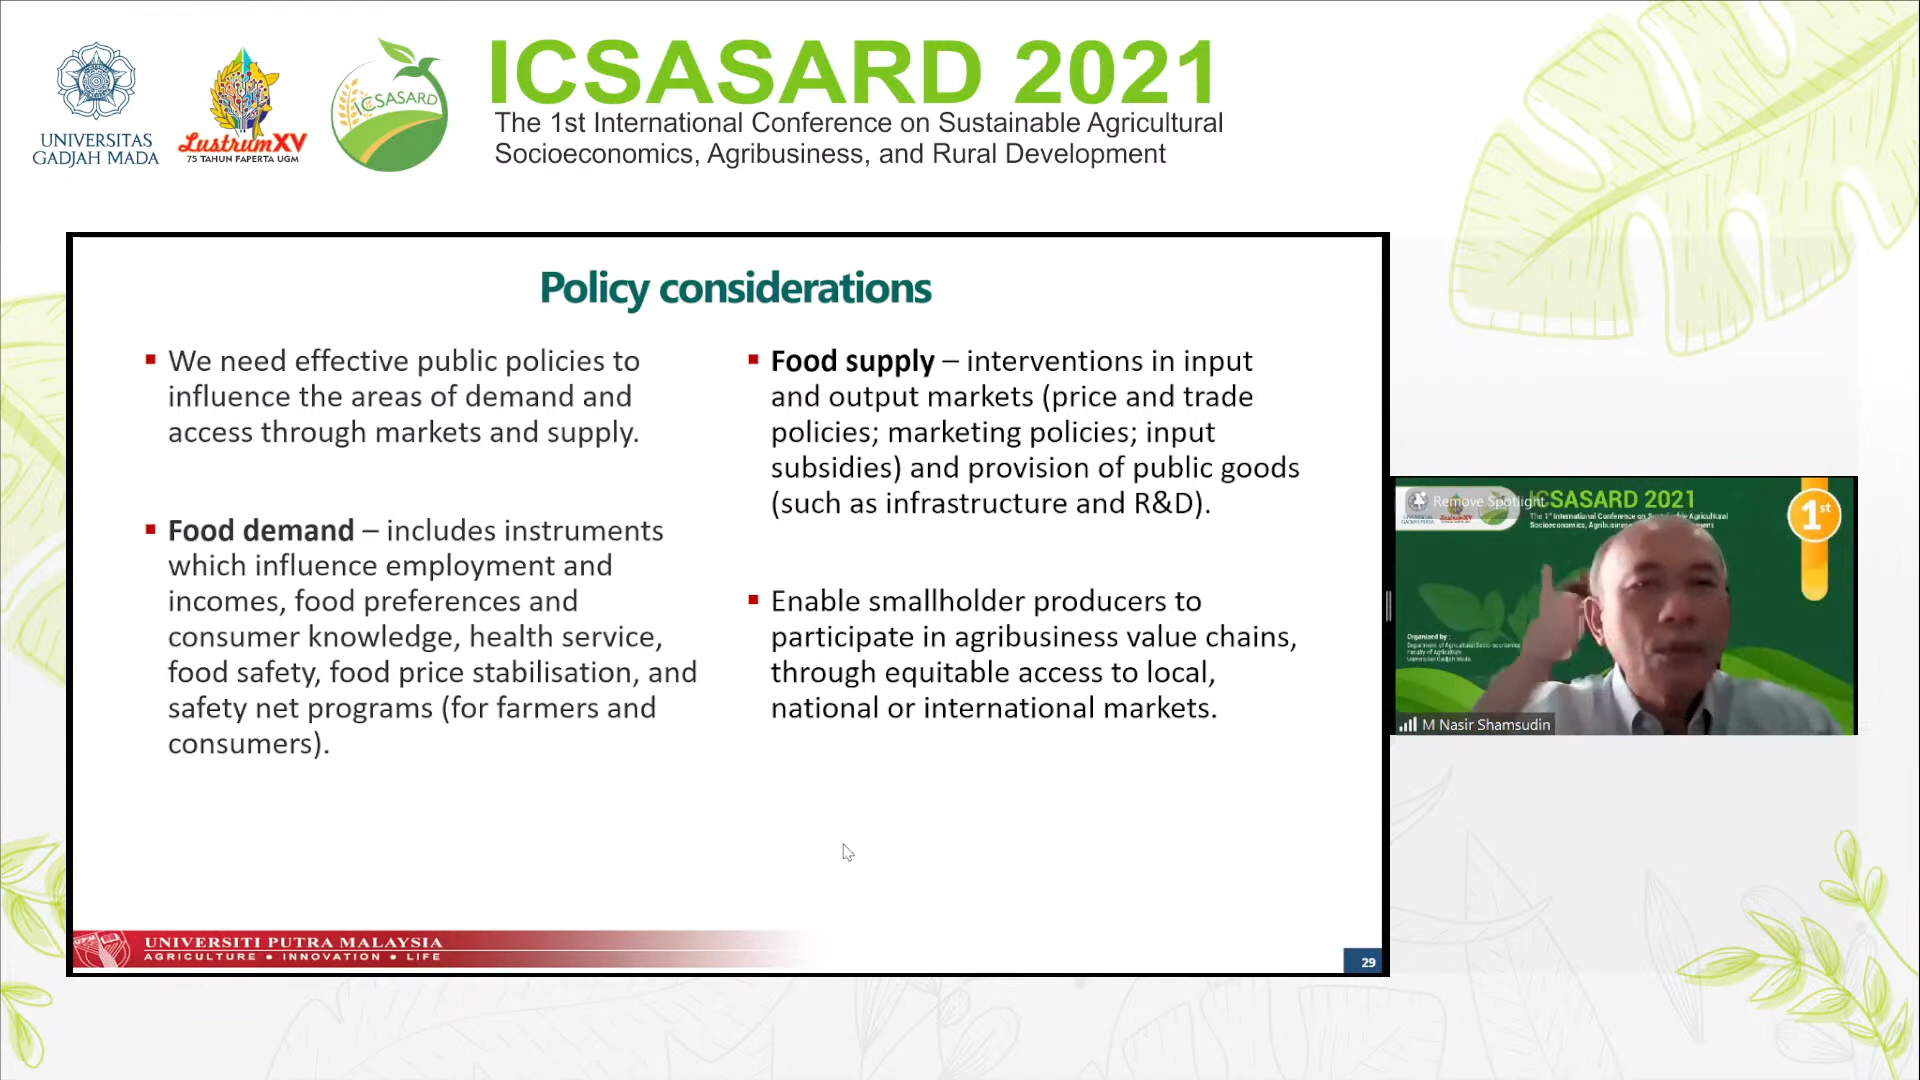 UNIVERSITAS
GADJAH MADA
LustrumXV
75 TAHUN FAPERTA UGM
ICSASARD
ICSASARD 2021
The 1st International Conference on Sustainable Agricultural
Socioeconomics, Agribusiness, and Rural Development
Policy considerations
We need effective public policies to
influence the areas of demand and
access through markets and supply.
Food demand – includes instruments
which influence employment and
incomes, food preferences and
consumer knowledge, health service,
food safety, food price stabilisation, and
safety net programs (for farmers and
consumers).
Food supply – interventions in input
and output markets (price and trade
policies; marketing policies; input
subsidies) and provision of public goods
(such as infrastructure and R&D).
Enable smallholder producers to
participate in agribusiness value chains,
through equitable access to local,
national or international markets.
UPM
UNIVERSITI PUTRA MALAYSIA
AGRICULTURE • INNOVATION • LIFE
29
Remove Spotlight
ICSASARD 2021
The 1st International Conference on Sustainable Agricultural
Socioeconomics,
1st
Organized by :
Department of Agricultural Socio-economics
Faculty of Agriculture
Universitas Gadjah Mada
M Nasir Shamsudin